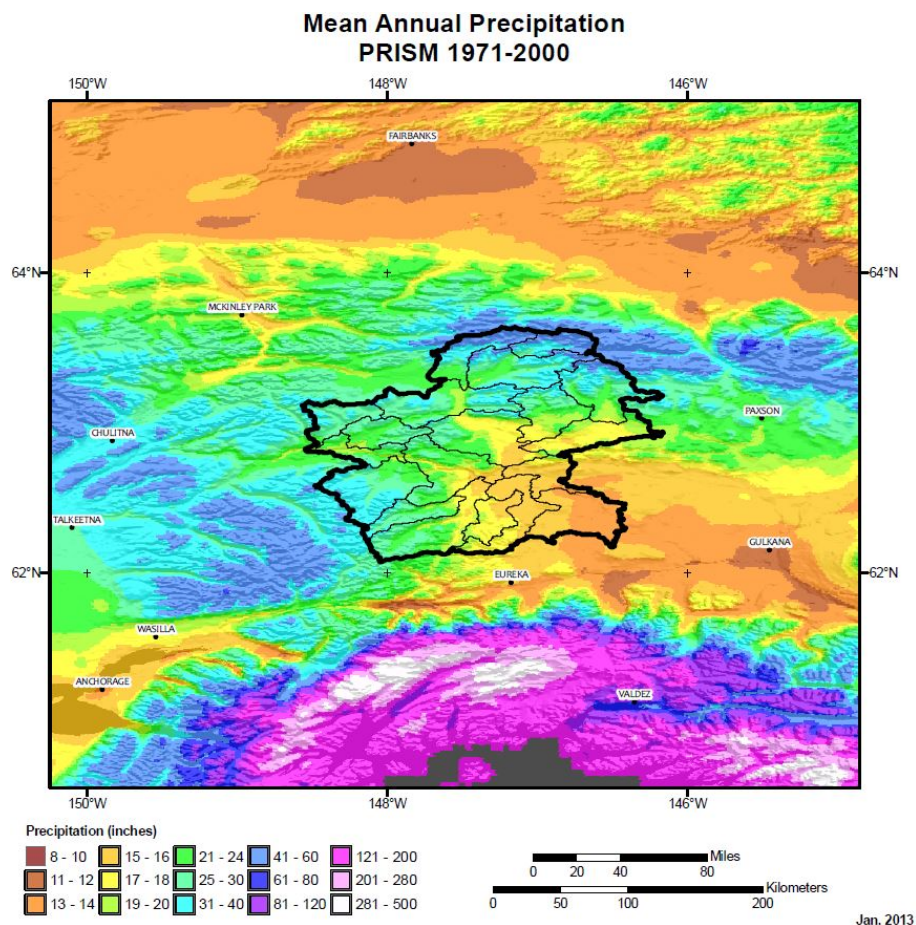 Mean Annual Precipitation
PRISM 1971-2000
150°W 148°W 146°W
FAIRBANKS
64°N 64°N
MCKINLEY PARK
PAXSON
CHULITNA
TALKEETNA
GULKANA
62°N 62°N
EUREKA
WASILLA
ANCHORAGE
VALDEZ
150°W 148°W 146°W
Precipitation (inches)
8 - 10 15 - 16 21 - 24 41 - 60 121 - 200
11 - 12 17 - 18 25 - 30 61 - 80 201 - 280
13 - 14 19 - 20 31 - 40 81 - 120 281 - 500
Miles
0 20 40 80
Kilometers
0 50 100 200
Jan. 2013